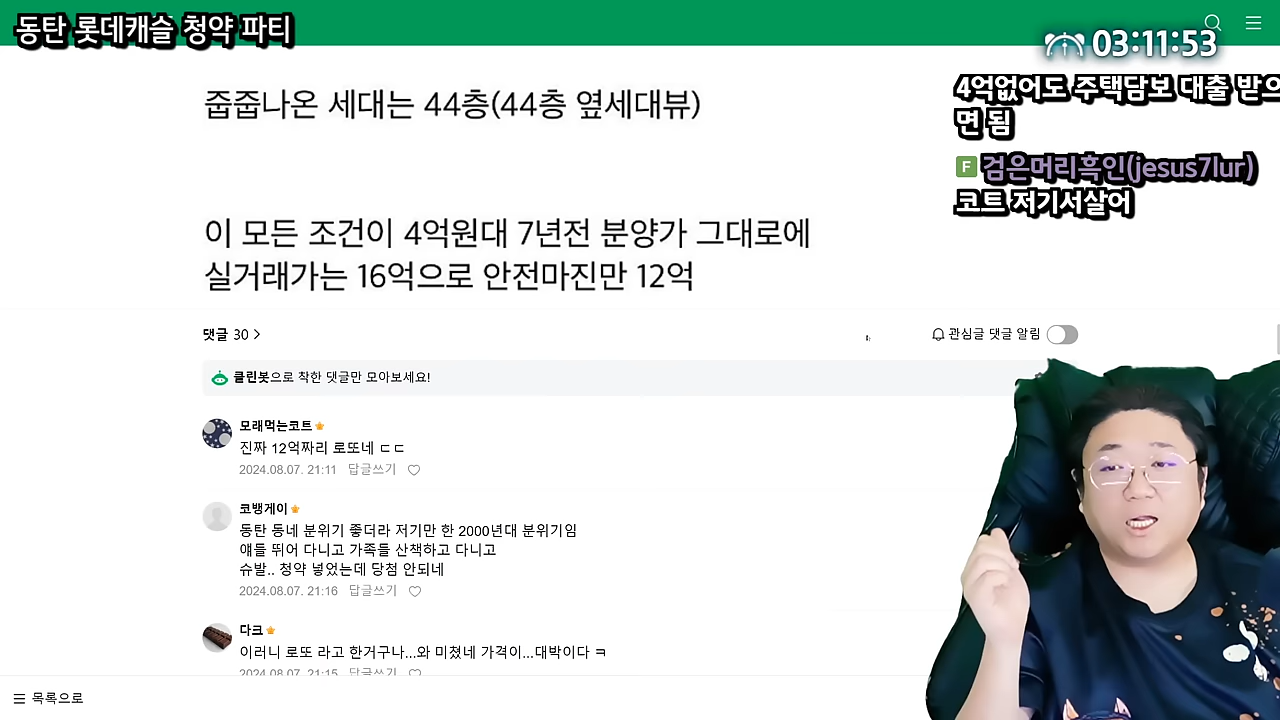 동탄 롯데캐슬 청약 파티
03:11:53
4억없어도 주택담보 대출 받으
면 됨
F 검은머리흑인(jesus7lur)
코트 저기서살어
줍줍나온 세대는 44층(44층 옆세대뷰)
이 모든 조건이 4억원대 7년전 분양가 그대로에
실거래가는 16억으로 안전마진만 12억
댓글 30
관심글 댓글 알림
클린봇으로 착한 댓글만 모아보세요!
모래먹는코트
진짜 12억짜리 로또네 ㄷㄷ
2024.08.07. 21:11 답글쓰기
코뱅게이
동탄 동네 분위기 좋더라 저기만 한 2000년대 분위기임
얘들 뛰어 다니고 가족들 산책하고 다니고
슈발.. 청약 넣었는데 당첨 안되네
2024.08.07. 21:16 답글쓰기
다크
이러니 로또 라고 한거구나...와 미쳤네 가격이...대박이다 ㅋ
2024.08.07. 21:15 답글쓰기
목록으로